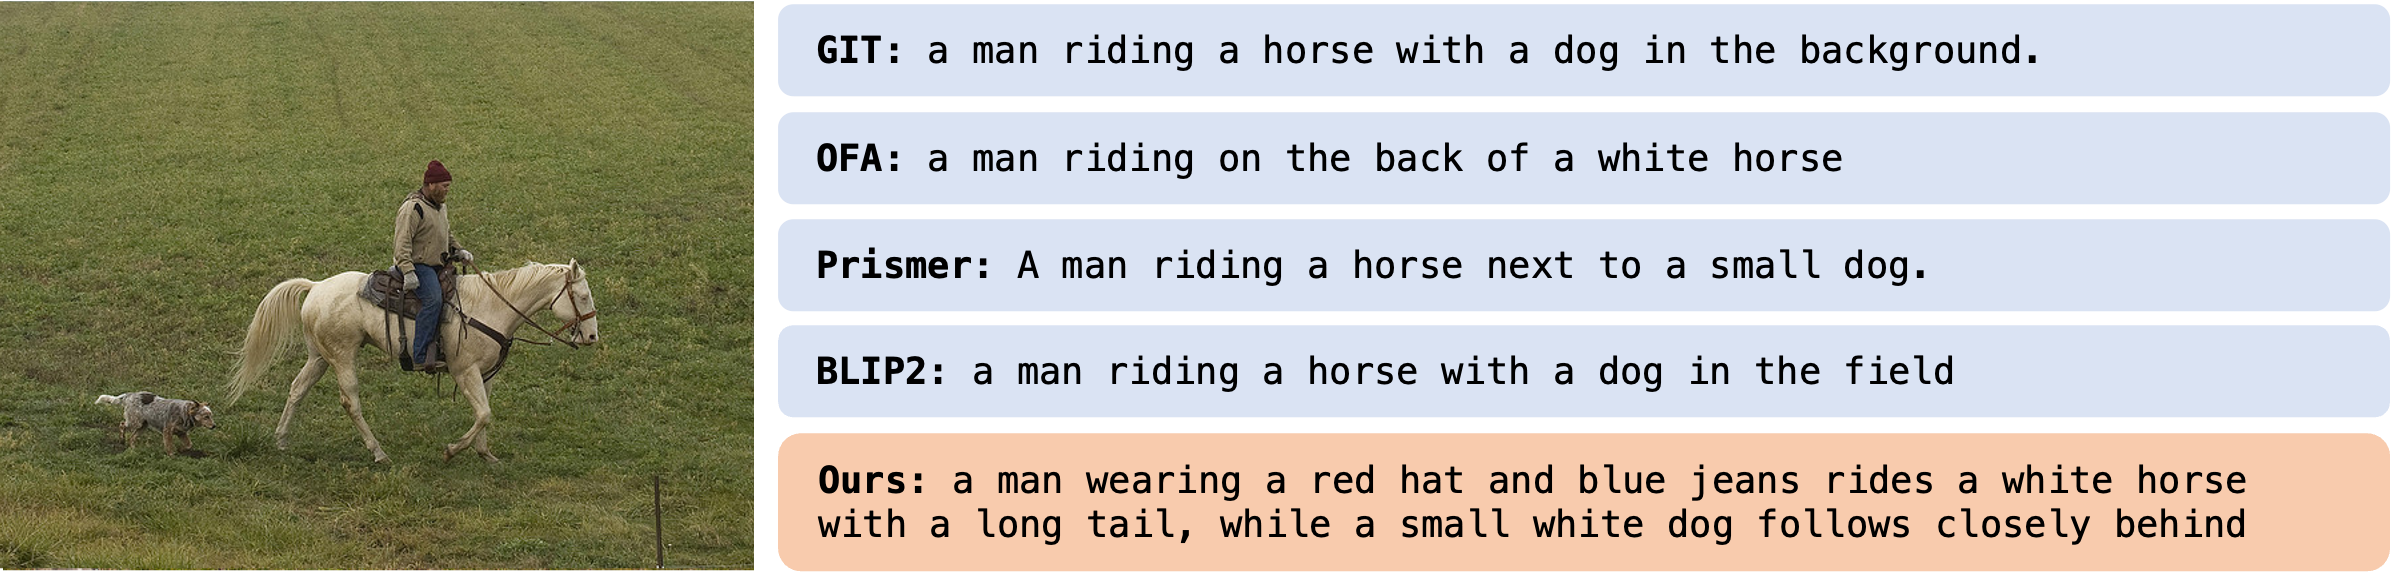 GIT: a man riding a horse with a dog in the background.
OFA: a man riding on the back of a white horse
Prismer: A man riding a horse next to a small dog.
BLIP2: a man riding a horse with a dog in the field
Ours: a man wearing a red hat and blue jeans rides a white horse
with a long tail, while a small white dog follows closely behind